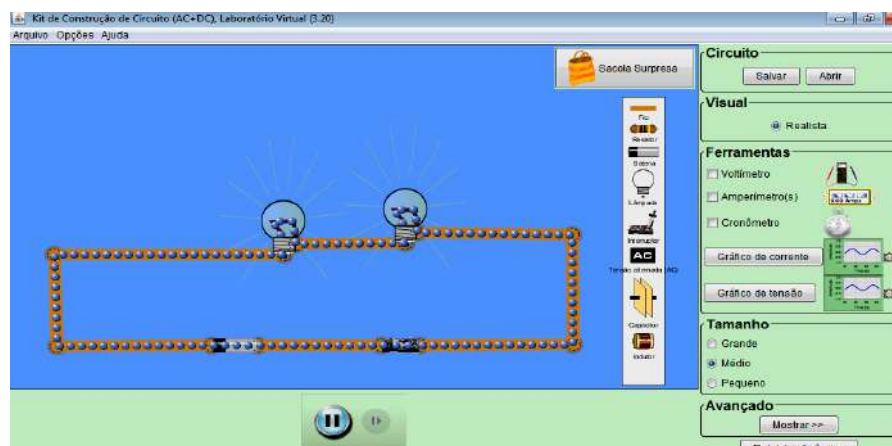 Kit de Construção de Circuito (AC+DC), Laboratório Virtual (3.20)
Arquivo Opções Ajuda
Sacola Surpresa
Fio
Resistor
Bateria
Lâmpada
Interruptor
AC
Capacitor
Indutor
Circuito
Salvar Abrir
Visual
Realista
Ferramentas
Voltímetro
Amperímetro(s)
Cronômetro
Gráfico de corrente
Gráfico de tensão
Tamanho
Grande
Médio
Pequeno
Avançado
Mostrar >>